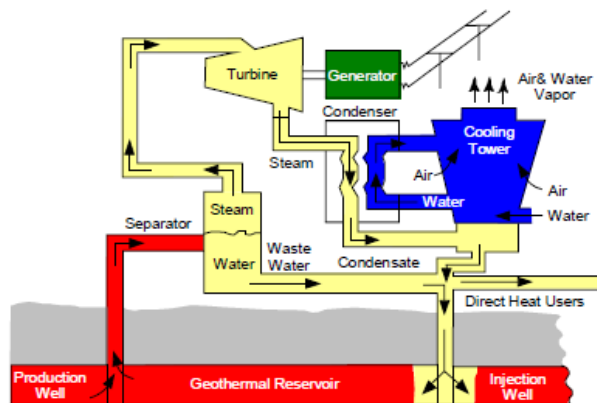 Turbine
Generator
Air& Water
Vapor
Condenser
Cooling
Tower
Steam
Air
Air
Water
Water
Steam
Separator
Water
Waste
Water
Condensate
Direct Heat Users
Production
Well
Geothermal Reservoir
Injection
Well